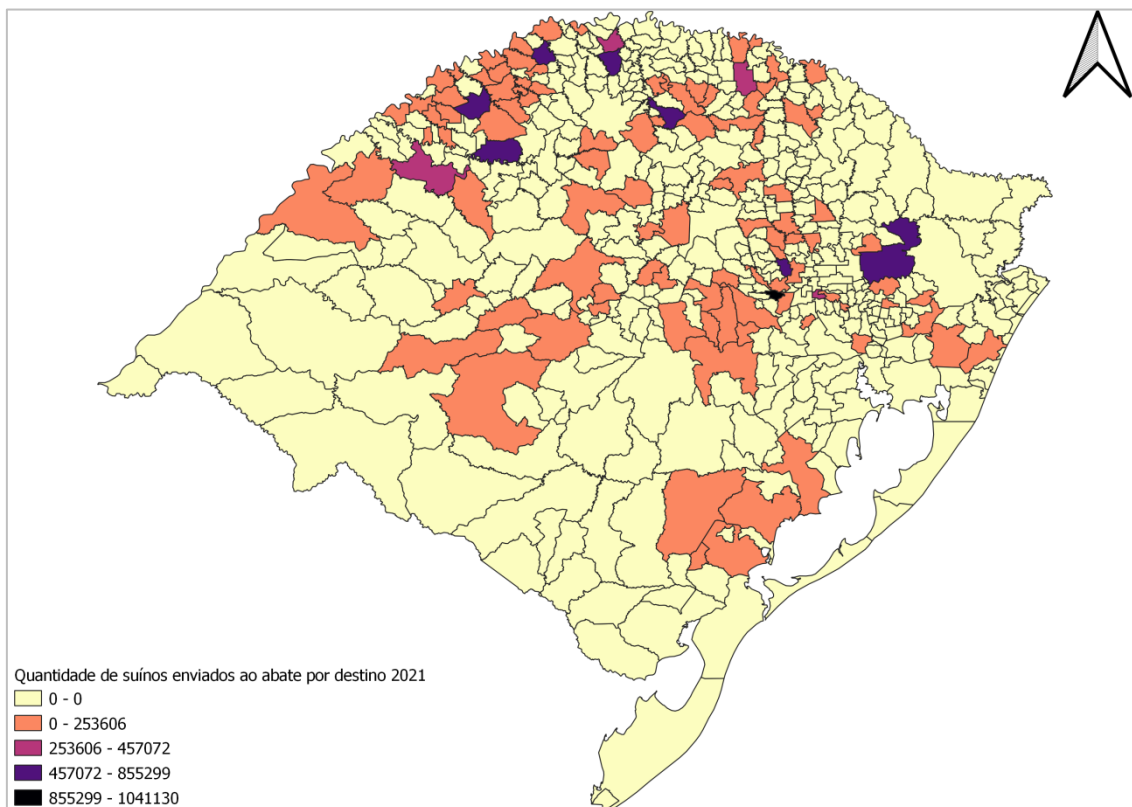 Quantidade de suínos enviados ao abate por destino 2021
0 - 0
0 - 253606
253606 - 457072
457072 - 855299
855299 - 1041130